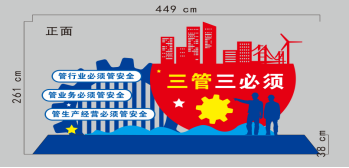 449 cm
正面
261 cm
管行业必须管安全
管业务必须管安全
管生产经营必须管安全
三管三必须
38 cm